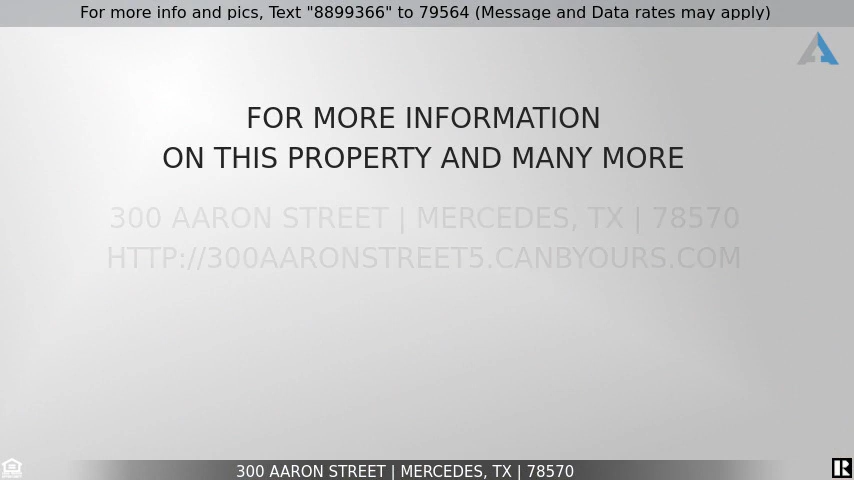 For more info and pics, Text "8899366" to 79564 (Message and Data rates may apply)
FOR MORE INFORMATION
ON THIS PROPERTY AND MANY MORE
300 AARON STREET | MERCEDES, TX | 78570
HTTP://300AARONSTREET5.CANBYOURS.COM
300 AARON STREET | MERCEDES, TX | 78570